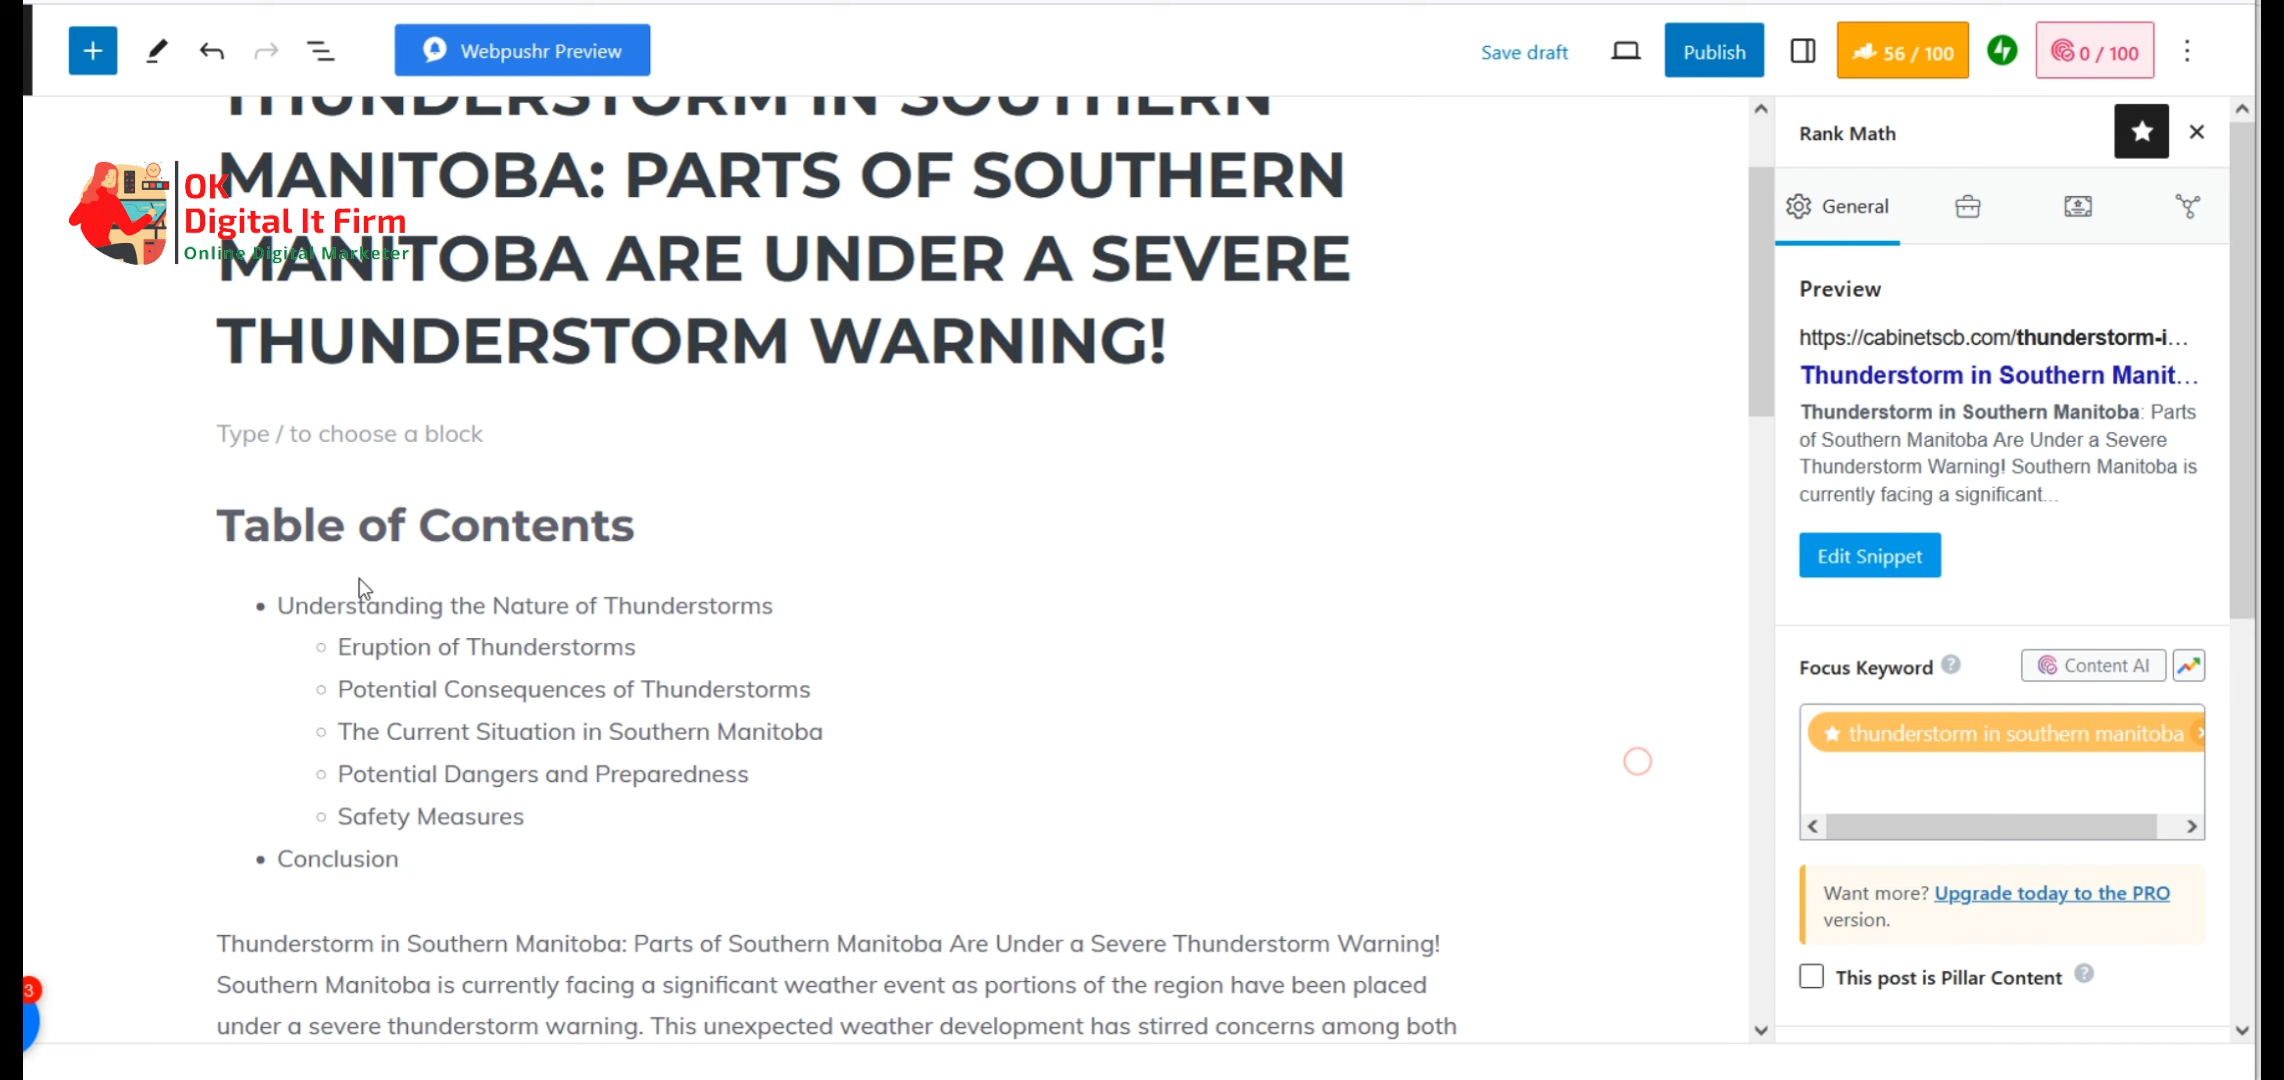 Webpushr Preview
Save draft
Publish
56 / 100
0 / 100
THUNDERSTORM IN SOUTHERN
MANITOBA: PARTS OF SOUTHERN
MANITOBA ARE UNDER A SEVERE
THUNDERSTORM WARNING!
OK
Digital It Firm
Online Digital Marketer
Type / to choose a block
Table of Contents
• Understanding the Nature of Thunderstorms
○ Eruption of Thunderstorms
○ Potential Consequences of Thunderstorms
○ The Current Situation in Southern Manitoba
○ Potential Dangers and Preparedness
○ Safety Measures
• Conclusion
Thunderstorm in Southern Manitoba: Parts of Southern Manitoba Are Under a Severe Thunderstorm Warning!
Southern Manitoba is currently facing a significant weather event as portions of the region have been placed
under a severe thunderstorm warning. This unexpected weather development has stirred concerns among both
3
Rank Math
General
Preview
https://cabinetscb.com/thunderstorm-i...
Thunderstorm in Southern Manit...
Thunderstorm in Southern Manitoba: Parts
of Southern Manitoba Are Under a Severe
Thunderstorm Warning! Southern Manitoba is
currently facing a significant...
Edit Snippet
Focus Keyword ?
Content AI
thunderstorm in southern manitoba
Want more? Upgrade today to the PRO
version.
This post is Pillar Content ?